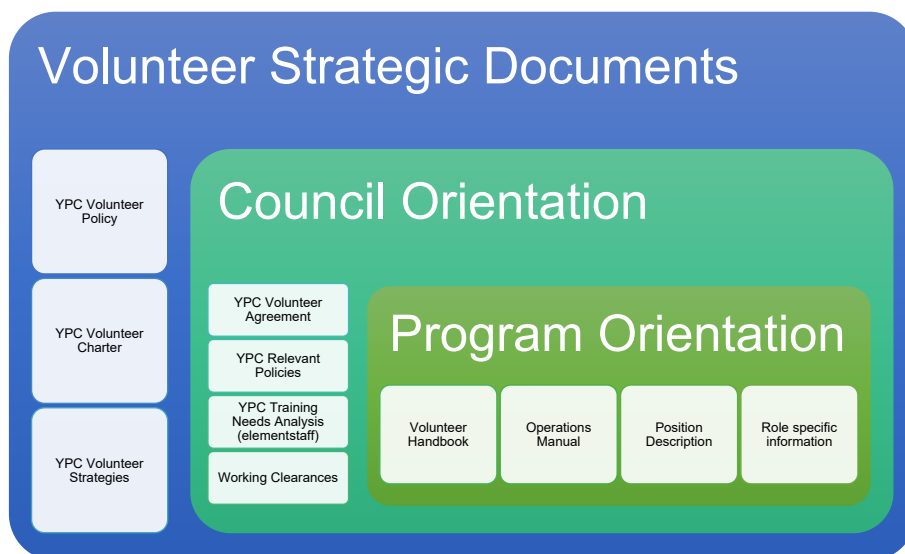 Volunteer Strategic Documents
YPC Volunteer
Policy
YPC Volunteer
Charter
YPC Volunteer
Strategies
Council Orientation
YPC Volunteer
Agreement
YPC Relevant
Policies
YPC Training
Needs Analysis
(elementstaff)
Working Clearances
Program Orientation
Volunteer
Handbook
Operations
Manual
Position
Description
Role specific
information